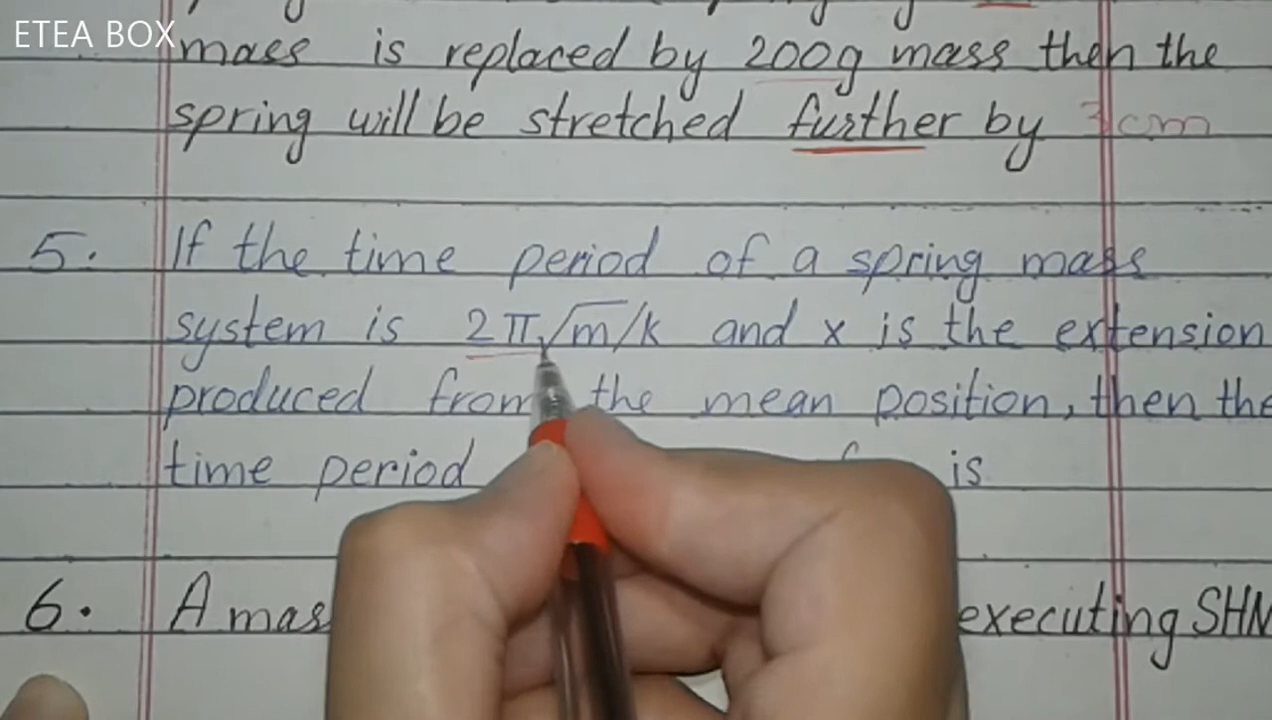 ETEA BOX
mass is replaced by 200g mass then the
spring will be stretched further by 3cm
5. If the time period of a spring mass
system is 2π√m/k and x is the extension
produced from the mean position, then the
time period is
6. A mas executing SHM